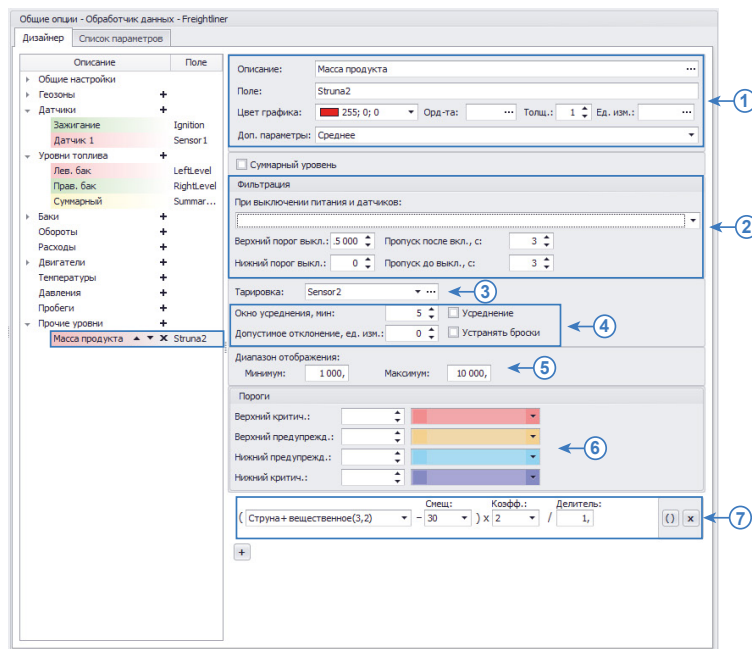 Общие опции - Обработчик данных - Freightliner
Дизайнер Список параметров
Описание Поле
Общие настройки
Геозоны +
Датчики +
Зажигание Ignition
Датчик 1 Sensor1
Уровни топлива +
Лев. бак LeftLevel
Прав. бак RightLevel
Суммарный Summar...
Баки +
Обороты +
Расходы +
Двигатели +
Температуры +
Давления +
Пробеги +
Прочие уровни +
Масса продукта X Struna2
Описание: Масса продукта ...
Поле: Struna2
Цвет графика: 255; 0; 0 Орд-та: ... Толщ.: 1 Ед. изм.: ...
Доп. параметры: Среднее
1
Суммарный уровень
Фильтрация
При выключении питания и датчиков:
2
Верхний порог выкл.: .5 000 Пропуск после вкл., с: 3
Нижний порог выкл.: 0 Пропуск до выкл., с: 3
Тарировка: Sensor2 ... 3
Окно усреднения, мин: 5 Усреднение
Допустимое отклонение, ед. изм.: 0 Устранять броски
4
Диапазон отображения:
Минимум: 1 000, Максимум: 10 000,
5
Пороги
Верхний критич.:
Верхний предупрежд.:
Нижний предупрежд.:
Нижний критич.:
6
Смещ: Коэфф.: Делитель:
( Струна+ вещественное(3,2) - 30 ) x 2 / 1, () x
7
+